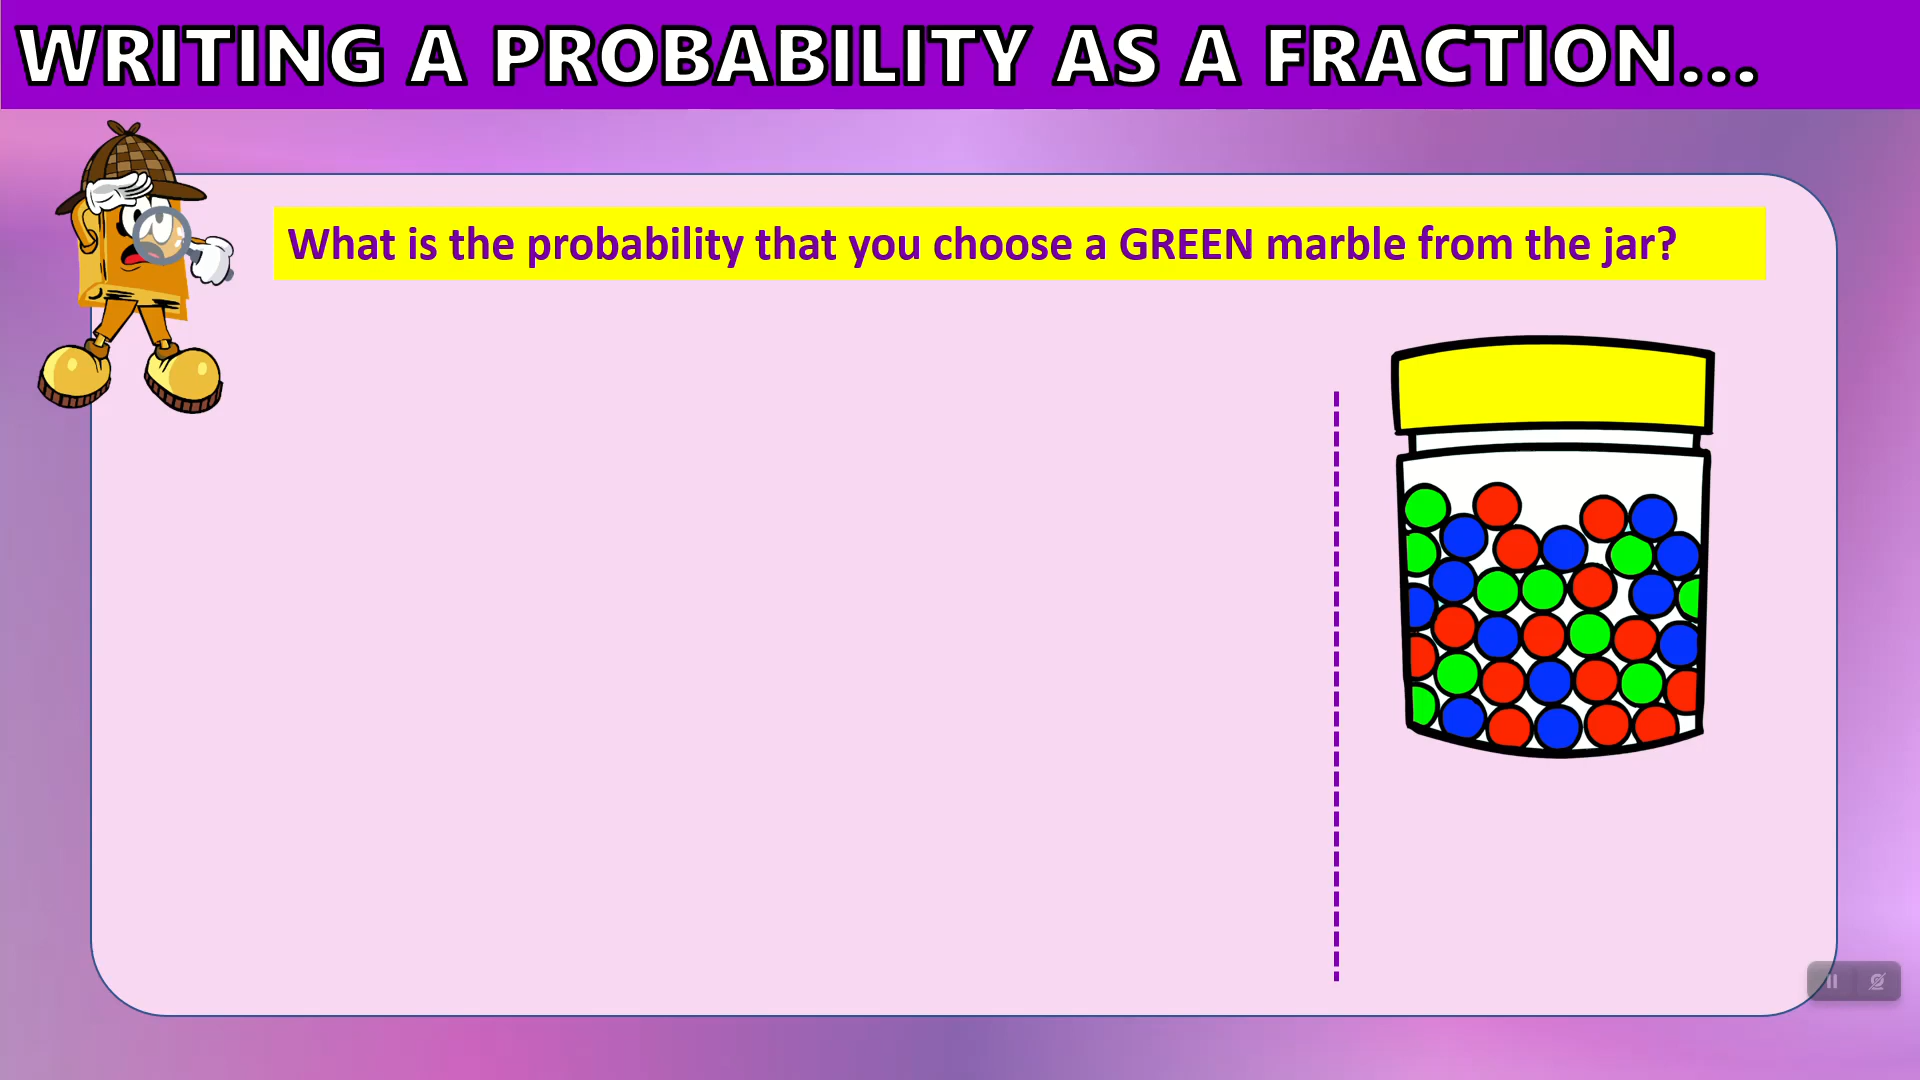 WRITING A PROBABILITY AS A FRACTION...
What is the probability that you choose a GREEN marble from the jar?